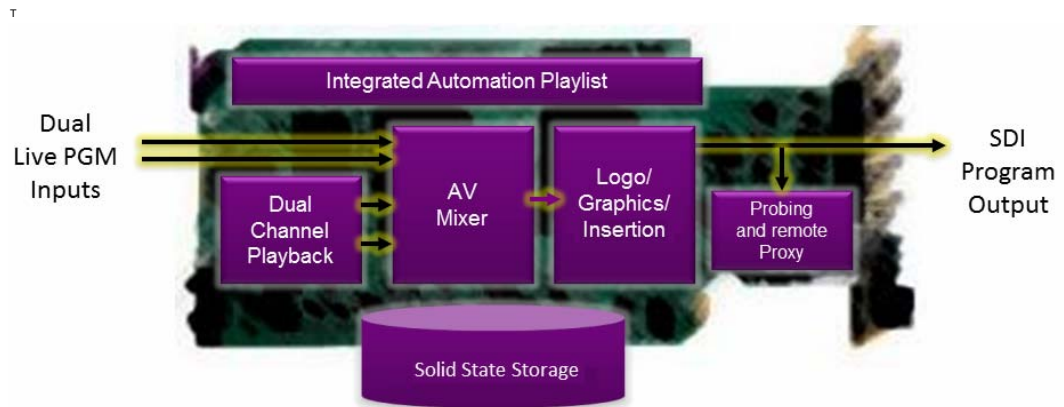 T
Integrated Automation Playlist
Dual
Live PGM
Inputs
AV
Mixer
Logo/
Graphics/
Insertion
SDI
Program
Output
Dual
Channel
Playback
Probing
and remote
Proxy
Solid State Storage